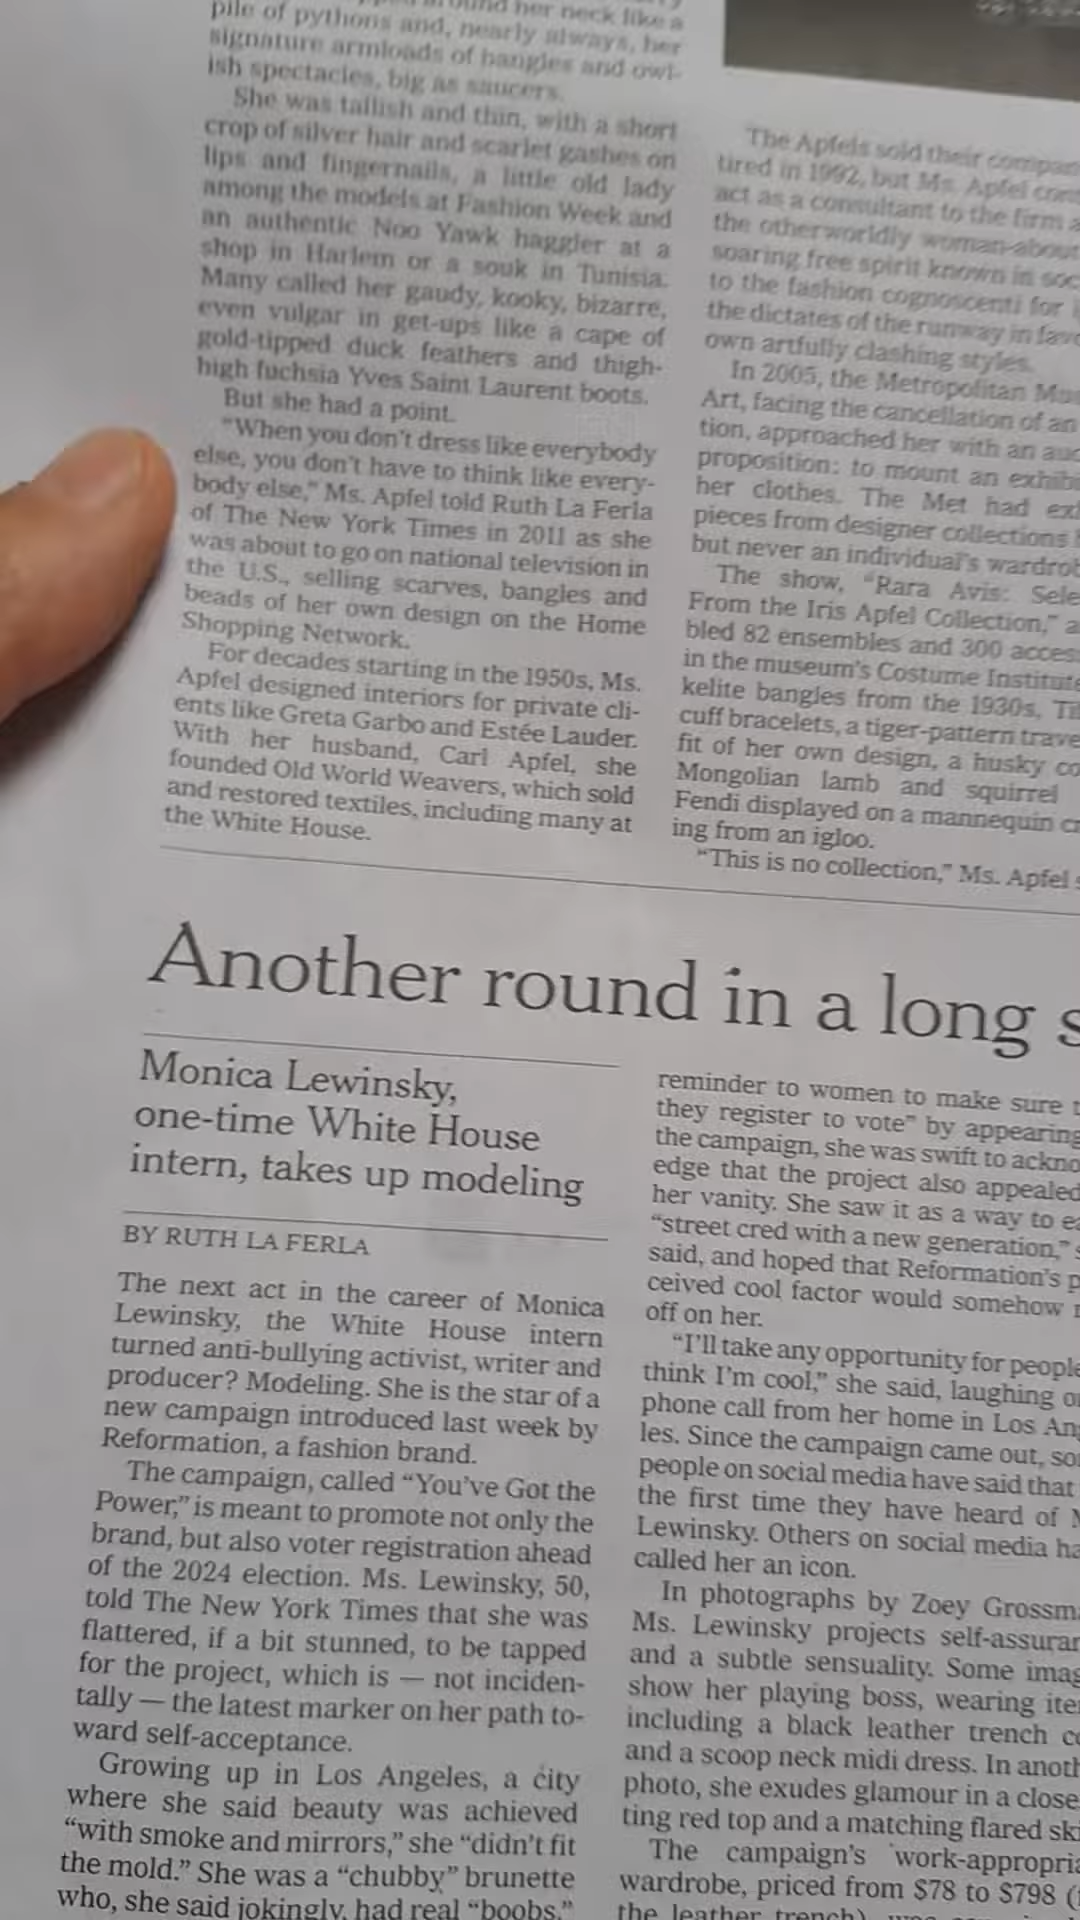 her neck like a
pile of pythons and, nearly always, her
signature armloads of bangles and owl-
ish spectacles, big as saucers.
She was tallish and thin, with a short
crop of silver hair and scarlet gashes on
lips and fingernails, a little old lady
among the models at Fashion Week and
an authentic Noo Yawk haggler at a
shop in Harlem or a souk in Tunisia.
Many called her gaudy, kooky, bizarre,
even vulgar in get-ups like a cape of
gold-tipped duck feathers and thigh-
high fuchsia Yves Saint Laurent boots.
But she had a point.
“When you don’t dress like everybody
else, you don’t have to think like every-
body else,” Ms. Apfel told Ruth La Ferla
of The New York Times in 2011 as she
was about to go on national television in
the U.S., selling scarves, bangles and
beads of her own design on the Home
Shopping Network.
For decades starting in the 1950s, Ms.
Apfel designed interiors for private cli-
ents like Greta Garbo and Estée Lauder.
With her husband, Carl Apfel, she
founded Old World Weavers, which sold
and restored textiles, including many at
the White House.
The Apfels sold their
tired in 1992, but Ms. Apfel
act as a consultant to the firm
the otherworldly woman-about
soaring free spirit known in
to the fashion cognoscenti for
the dictates of the runway in
own artfully clashing styles.
In 2005, the Metropolitan
Art, facing the cancellation of an
tion, approached her with an
proposition: to mount an
her clothes. The Met had
pieces from designer collections
but never an individual’s
The show, “Rara Avis:
From the Iris Apfel Collection,”
bled 82 ensembles and 300
in the museum’s Costume
kelite bangles from the 1930s,
cuff bracelets, a tiger-pattern
fit of her own design, a husky
Mongolian lamb and squirrel
Fendi displayed on a mannequin
ing from an igloo.
“This is no collection,” Ms. Apfel
Another round in a long s
Monica Lewinsky,
one-time White House
intern, takes up modeling
BY RUTH LA FERLA
The next act in the career of Monica
Lewinsky, the White House intern
turned anti-bullying activist, writer and
producer? Modeling. She is the star of a
new campaign introduced last week by
Reformation, a fashion brand.
The campaign, called “You’ve Got the
Power,” is meant to promote not only the
brand, but also voter registration ahead
of the 2024 election. Ms. Lewinsky, 50,
told The New York Times that she was
flattered, if a bit stunned, to be tapped
for the project, which is — not inciden-
tally — the latest marker on her path to-
ward self-acceptance.
Growing up in Los Angeles, a city
where she said beauty was achieved
“with smoke and mirrors,” she “didn’t fit
the mold.” She was a “chubby” brunette
who, she said jokingly, had real “boobs.”
reminder to women to make sure t
they register to vote” by appearing
the campaign, she was swift to ackno
edge that the project also appealed
her vanity. She saw it as a way to ea
“street cred with a new generation,” s
said, and hoped that Reformation’s p
ceived cool factor would somehow r
off on her.
“I’ll take any opportunity for people
think I’m cool,” she said, laughing o
phone call from her home in Los Ang
les. Since the campaign came out, so
people on social media have said that
the first time they have heard of M
Lewinsky. Others on social media ha
called her an icon.
In photographs by Zoey Grossm
Ms. Lewinsky projects self-assuran
and a subtle sensuality. Some imag
show her playing boss, wearing iter
including a black leather trench co
and a scoop neck midi dress. In anoth
photo, she exudes glamour in a close
ting red top and a matching flared ski
The campaign’s work-appropria
wardrobe, priced from $78 to $798 (
the leather trench),